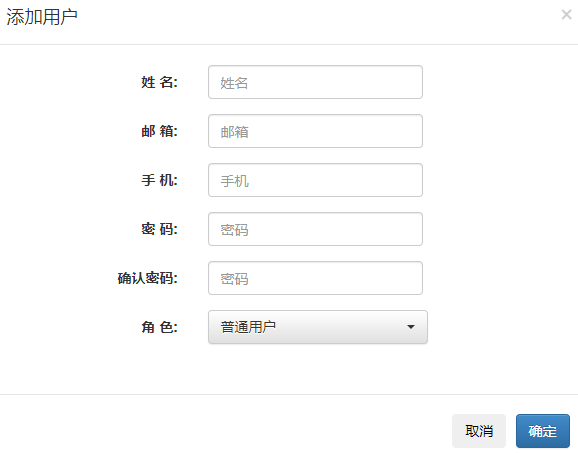 添加用户 ×
姓 名: 姓名
邮 箱: 邮箱
手 机: 手机
密 码: 密码
确认密码: 密码
角 色: 普通用户
取消 确定